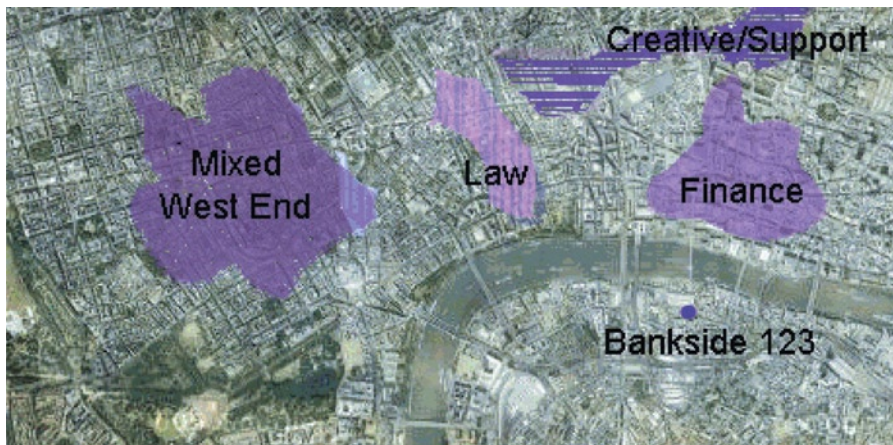 Creative/Support
Mixed
West End
Law
Finance
Bankside 123